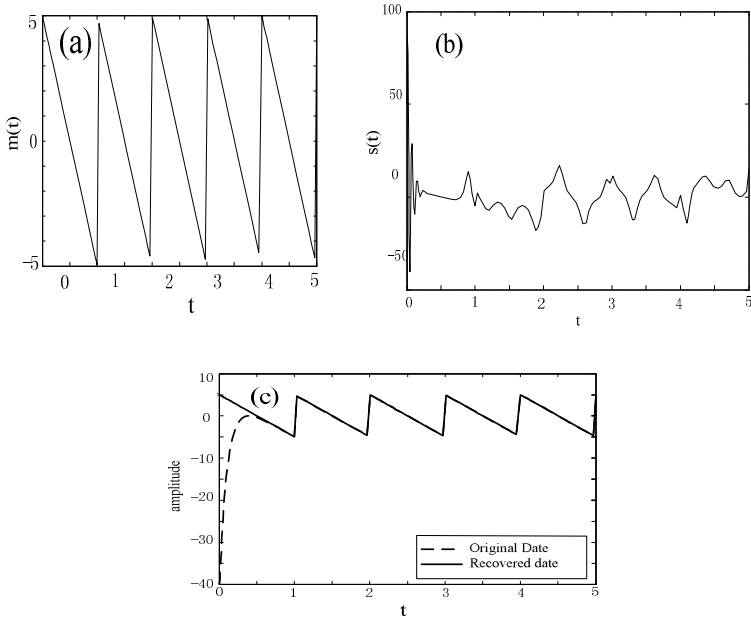 (a)
5
0
−5
m(t)
0 1 2 3 4 5
t
(b)
100
50
0
−50
s(t)
0 1 2 3 4 5
t
(c)
10
0
−10
−20
−30
−40
amplitude
Original Date
Recovered date
0 1 2 3 4 5
t